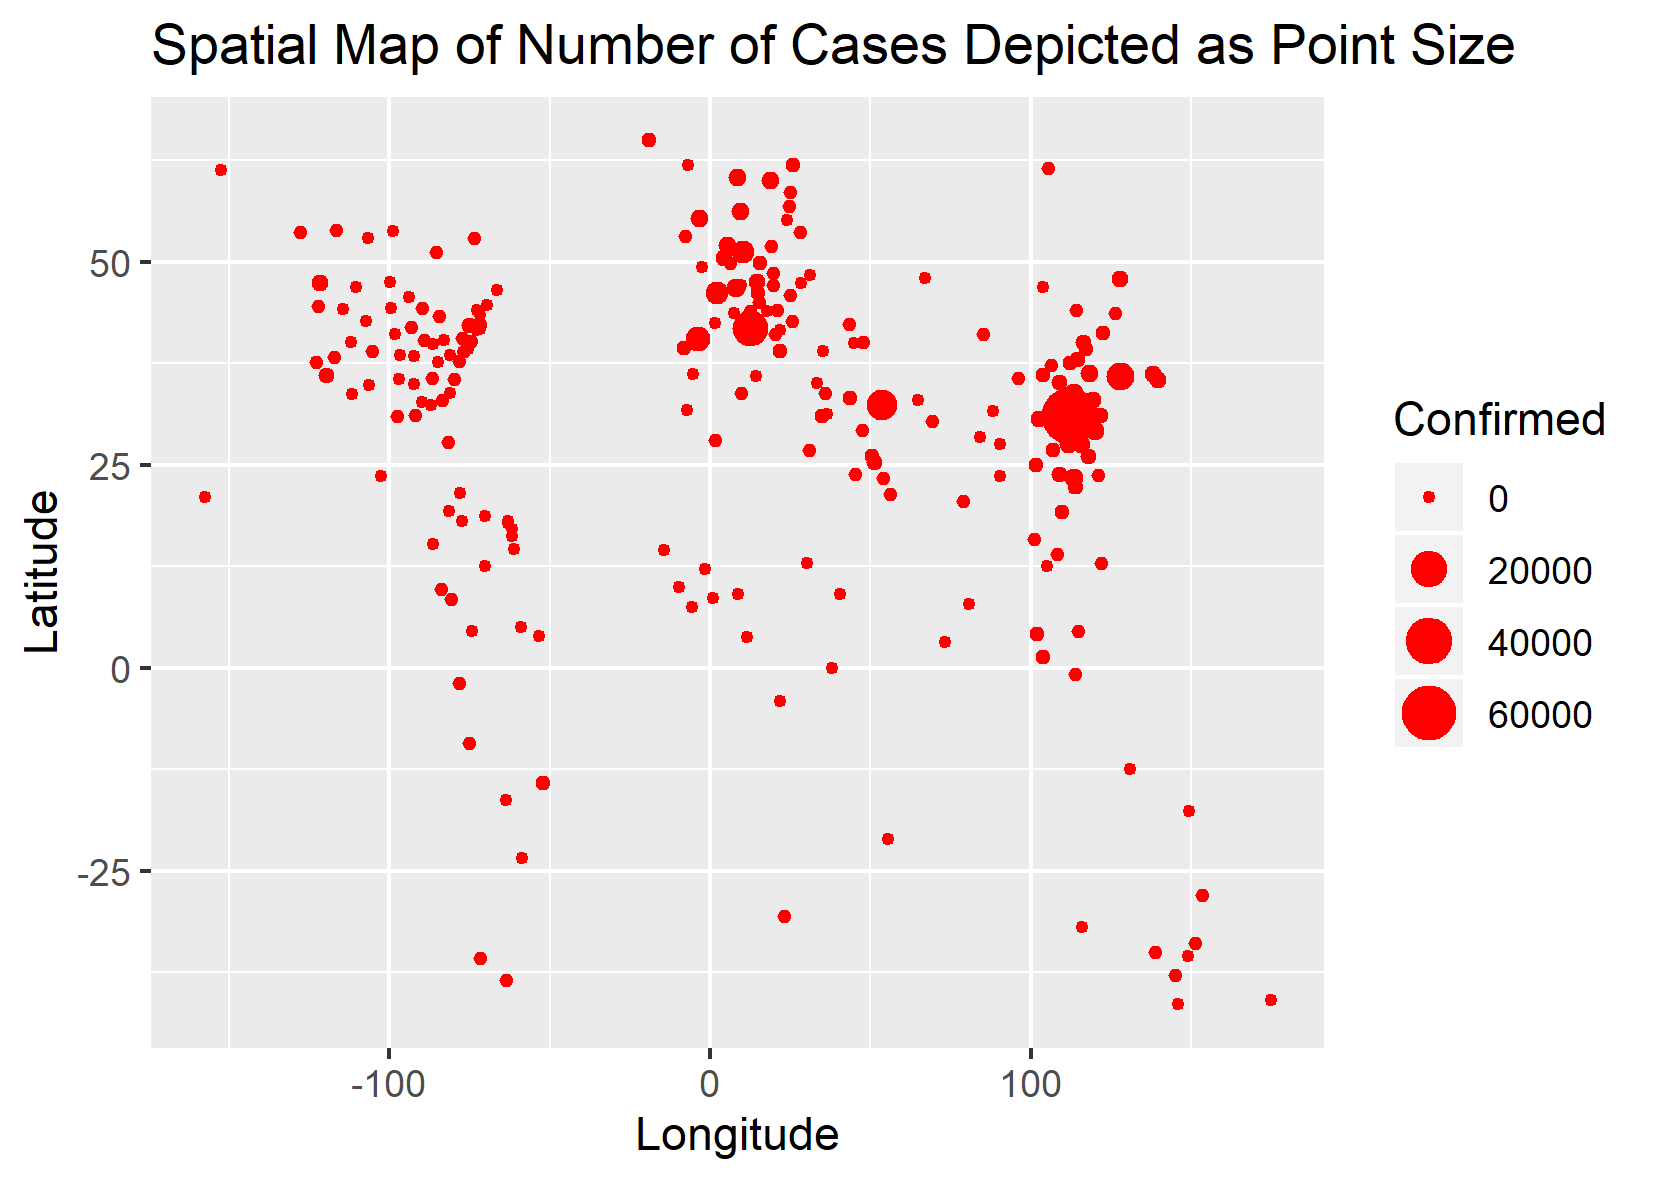 Spatial Map of Number of Cases Depicted as Point Size
Latitude
50
25
0
-25
-100
0
100
Longitude
Confirmed
0
20000
40000
60000